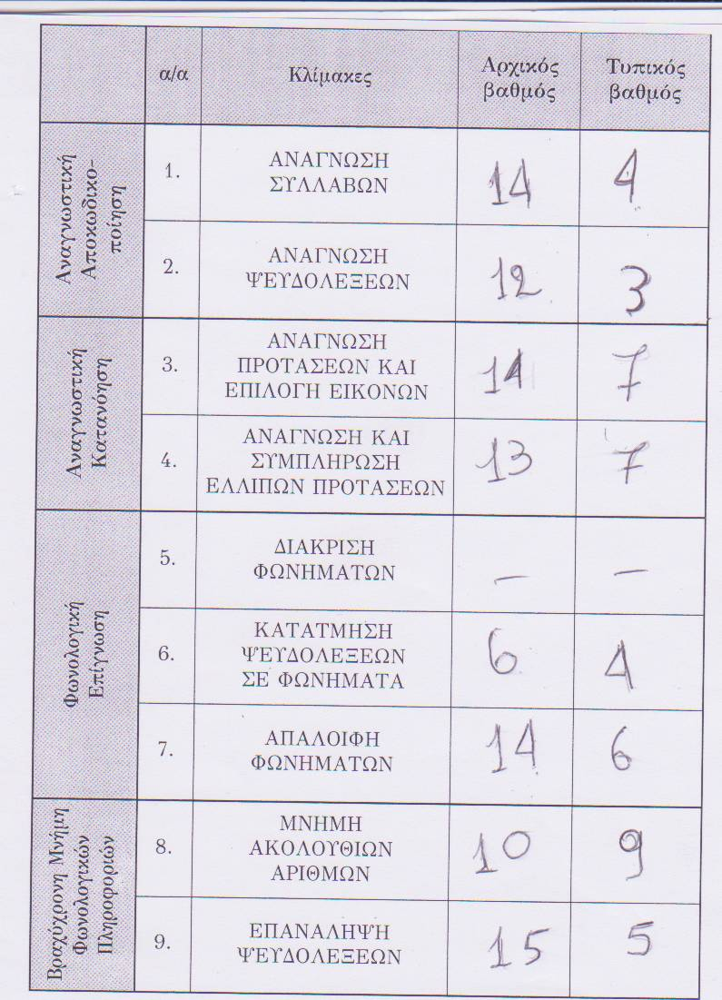 α/α
Κλίμακες
Αρχικός
βαθμός
Τυπικός
βαθμός
Αναγνωστική
Αποκωδικο-
ποίηση
1.
ΑΝΑΓΝΩΣΗ
ΣΥΛΛΑΒΩΝ
14
4
2.
ΑΝΑΓΝΩΣΗ
ΨΕΥΔΟΛΕΞΕΩΝ
12
3
Αναγνωστική
Κατανόηση
3.
ΑΝΑΓΝΩΣΗ
ΠΡΟΤΑΣΕΩΝ ΚΑΙ
ΕΠΙΛΟΓΗ ΕΙΚΟΝΩΝ
14
7
4.
ΑΝΑΓΝΩΣΗ ΚΑΙ
ΣΥΜΠΛΗΡΩΣΗ
ΕΛΛΙΠΩΝ ΠΡΟΤΑΣΕΩΝ
13
7
Φωνολογική
Επίγνωση
5.
ΔΙΑΚΡΙΣΗ
ΦΩΝΗΜΑΤΩΝ
–
–
6.
ΚΑΤΑΤΜΗΣΗ
ΨΕΥΔΟΛΕΞΕΩΝ
ΣΕ ΦΩΝΗΜΑΤΑ
6
4
7.
ΑΠΑΛΟΙΦΗ
ΦΩΝΗΜΑΤΩΝ
14
6
Βραχύχρονη Μνήμη
Φωνολογικών
Πληροφοριών
8.
ΜΝΗΜΗ
ΑΚΟΛΟΥΘΙΩΝ
ΑΡΙΘΜΩΝ
10
9
9.
ΕΠΑΝΑΛΗΨΗ
ΨΕΥΔΟΛΕΞΕΩΝ
15
5